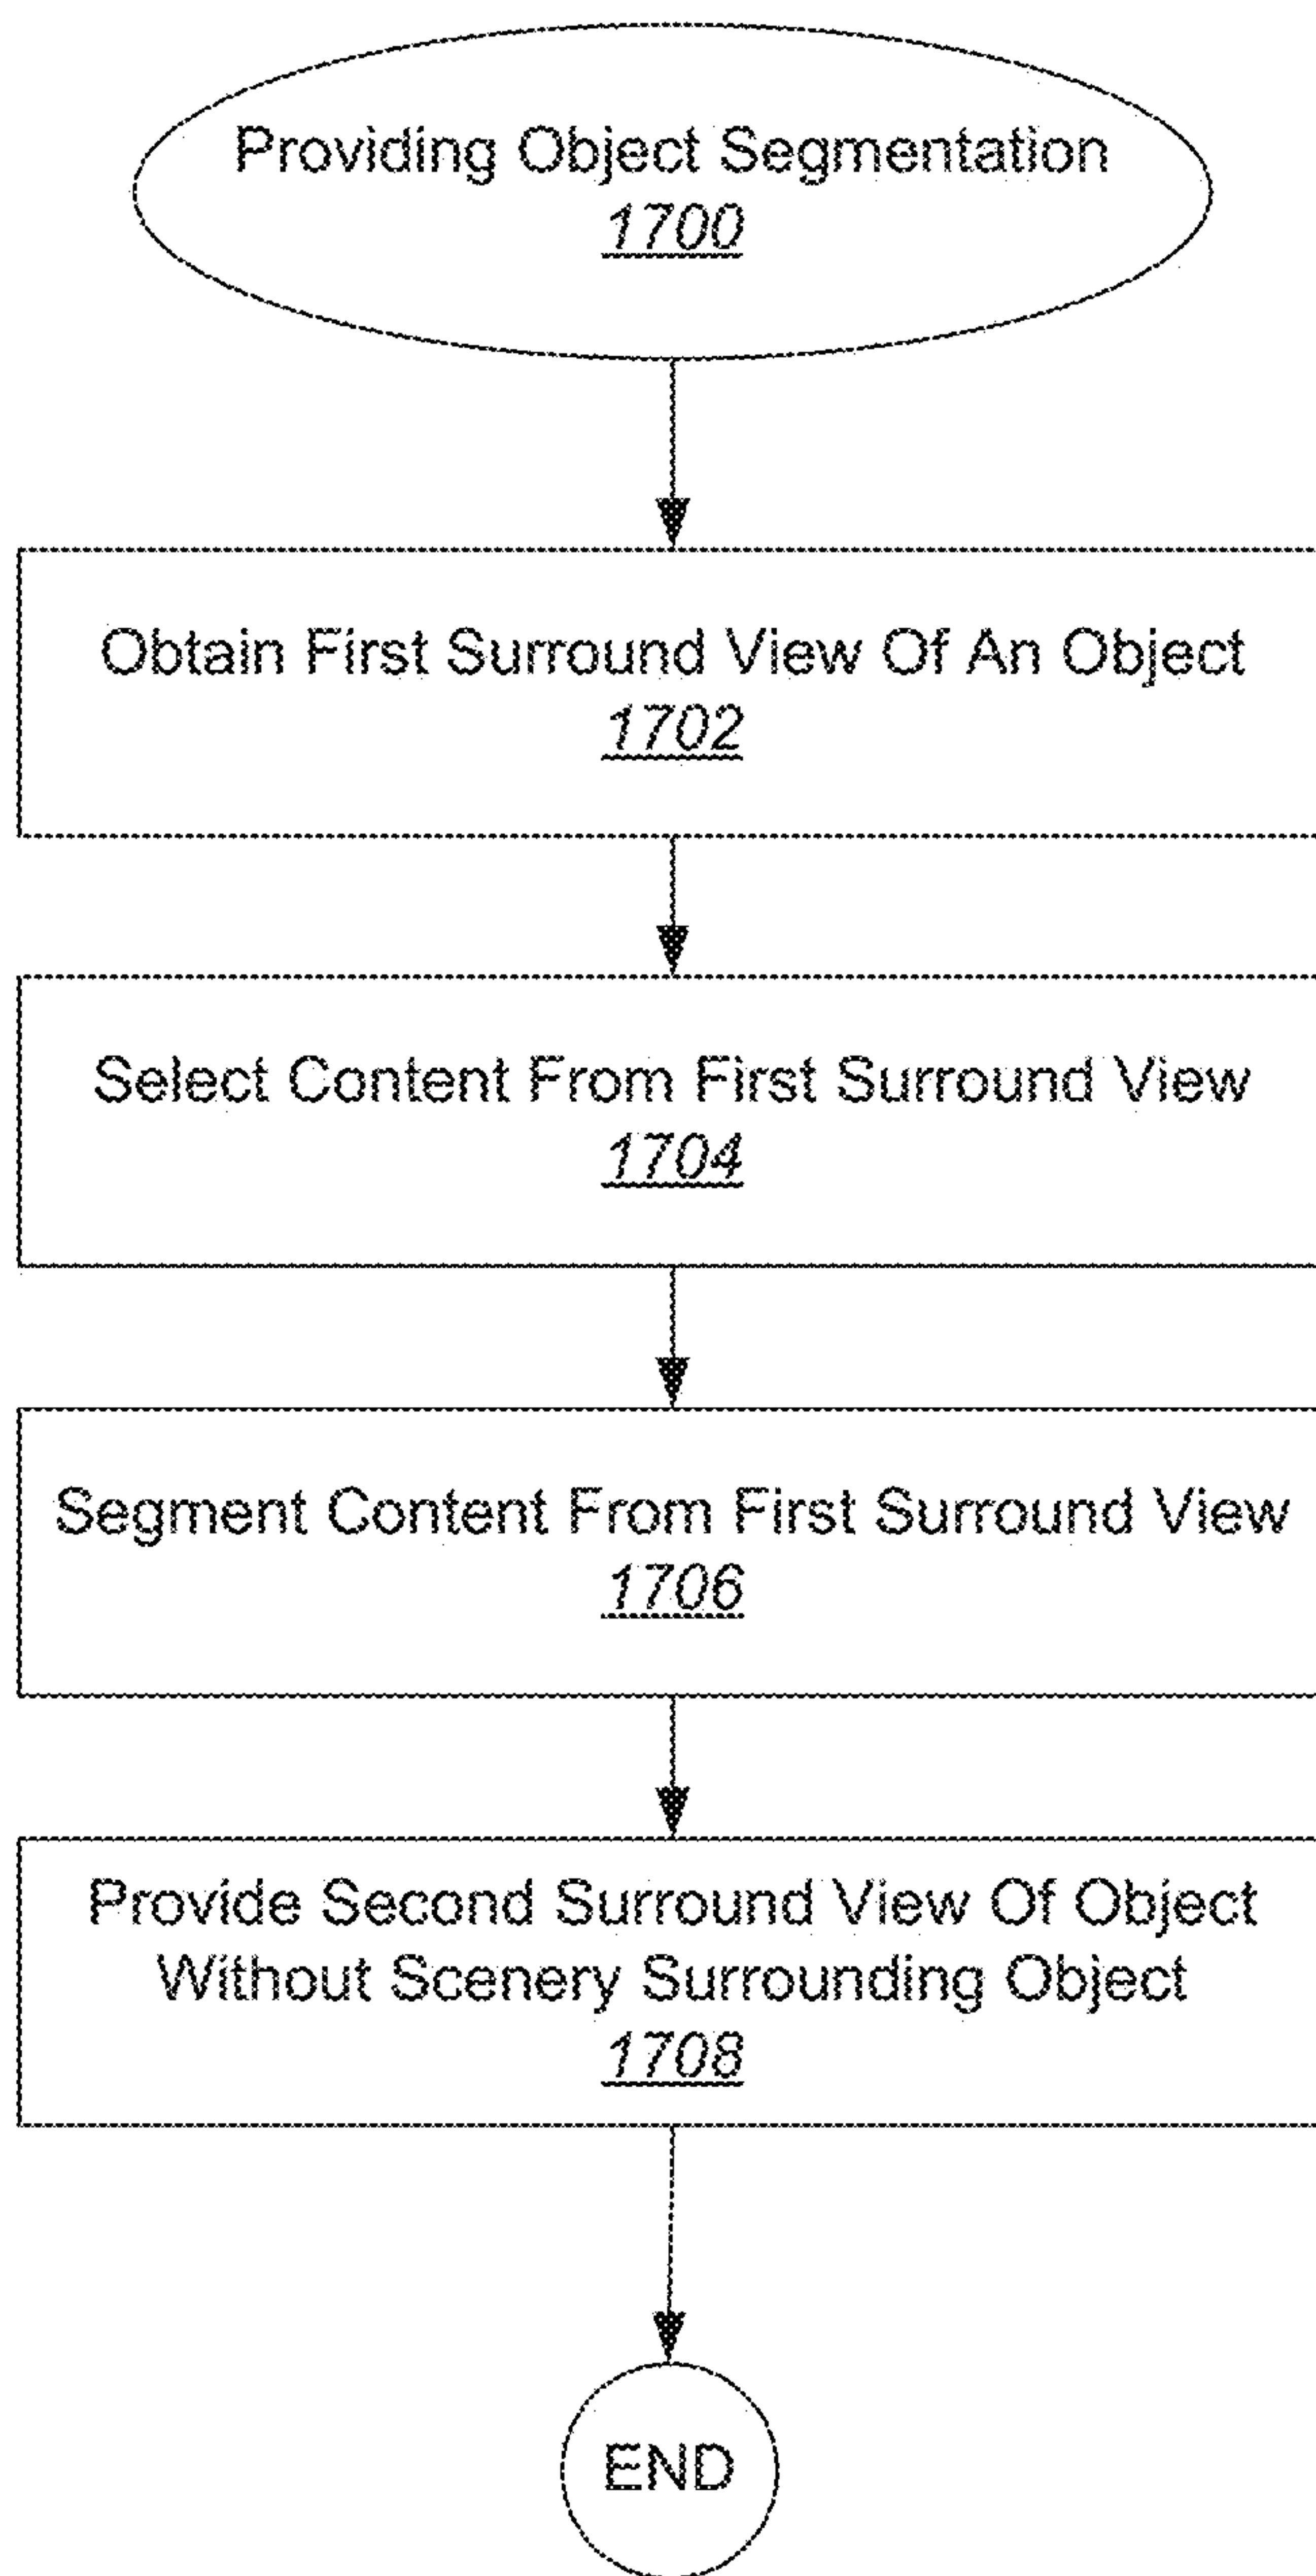 Providing Object Segmentation
1700
Obtain First Surround View Of An Object
1702
Select Content From First Surround View
1704
Segment Content From First Surround View
1706
Provide Second Surround View Of Object
Without Scenery Surrounding Object
1708
END